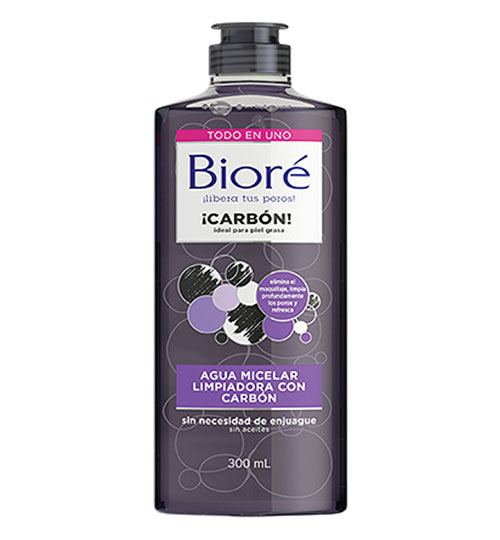 TODO EN UNO
Bioré
¡libera tus poros!
¡CARBÓN!
ideal para piel grasa
elimina el
maquillaje, limpia
profundamente
los poros y
refresca
AGUA MICELAR
LIMPIADORA CON
CARBÓN
sin necesidad de enjuague
sin aceites
300 mL